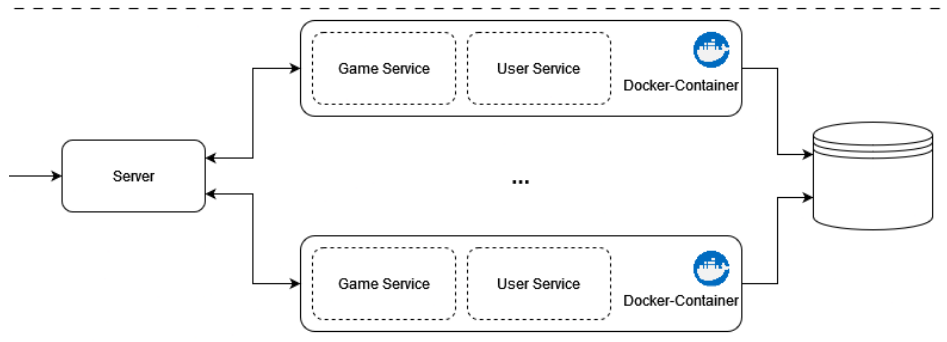 Game Service
User Service
Docker-Container
Server
...
Game Service
User Service
Docker-Container